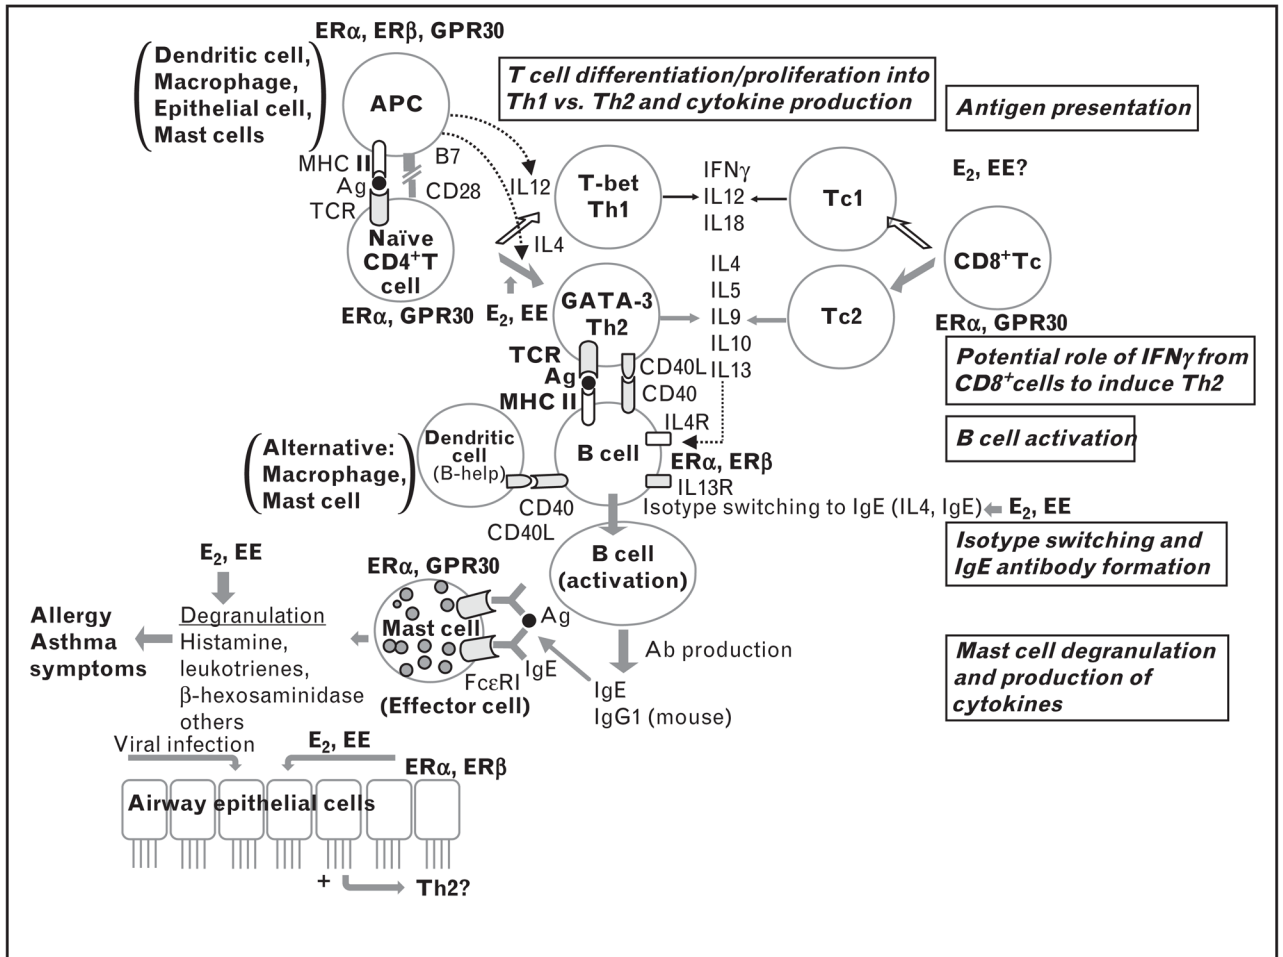 ERα, ERβ, GPR30
Dendritic cell,
Macrophage,
Epithelial cell,
Mast cells
APC
T cell differentiation/proliferation into
Th1 vs. Th2 and cytokine production
Antigen presentation
MHC II
B7
Ag
CD28
TCR
IL12
IL4
Naïve
CD4⁺T
cell
ERα, GPR30
E₂, EE
T-bet
Th1
IFNγ
IL12
IL18
Tc1
E₂, EE?
CD8⁺Tc
ERα, GPR30
GATA-3
Th2
IL4
IL5
IL9
IL10
IL13
Tc2
TCR
Ag
MHC II
CD40L
CD40
Potential role of IFNγ from
CD8⁺cells to induce Th2
B cell activation
Alternative:
Macrophage,
Mast cell
Dendritic
cell
(B-help)
B cell
IL4R
ERα, ERβ
IL13R
CD40
CD40L
Isotype switching to IgE (IL4, IgE)
E₂, EE
Isotype switching and
IgE antibody formation
B cell
(activation)
E₂, EE
ERα, GPR30
Allergy
Asthma
symptoms
Degranulation
Histamine,
leukotrienes,
β-hexosaminidase
others
Mast cell
Ag
FcεRI
IgE
(Effector cell)
Ab production
IgE
IgG1 (mouse)
Mast cell degranulation
and production of
cytokines
Viral infection
E₂, EE
ERα, ERβ
Airway epithelial cells
+
Th2?